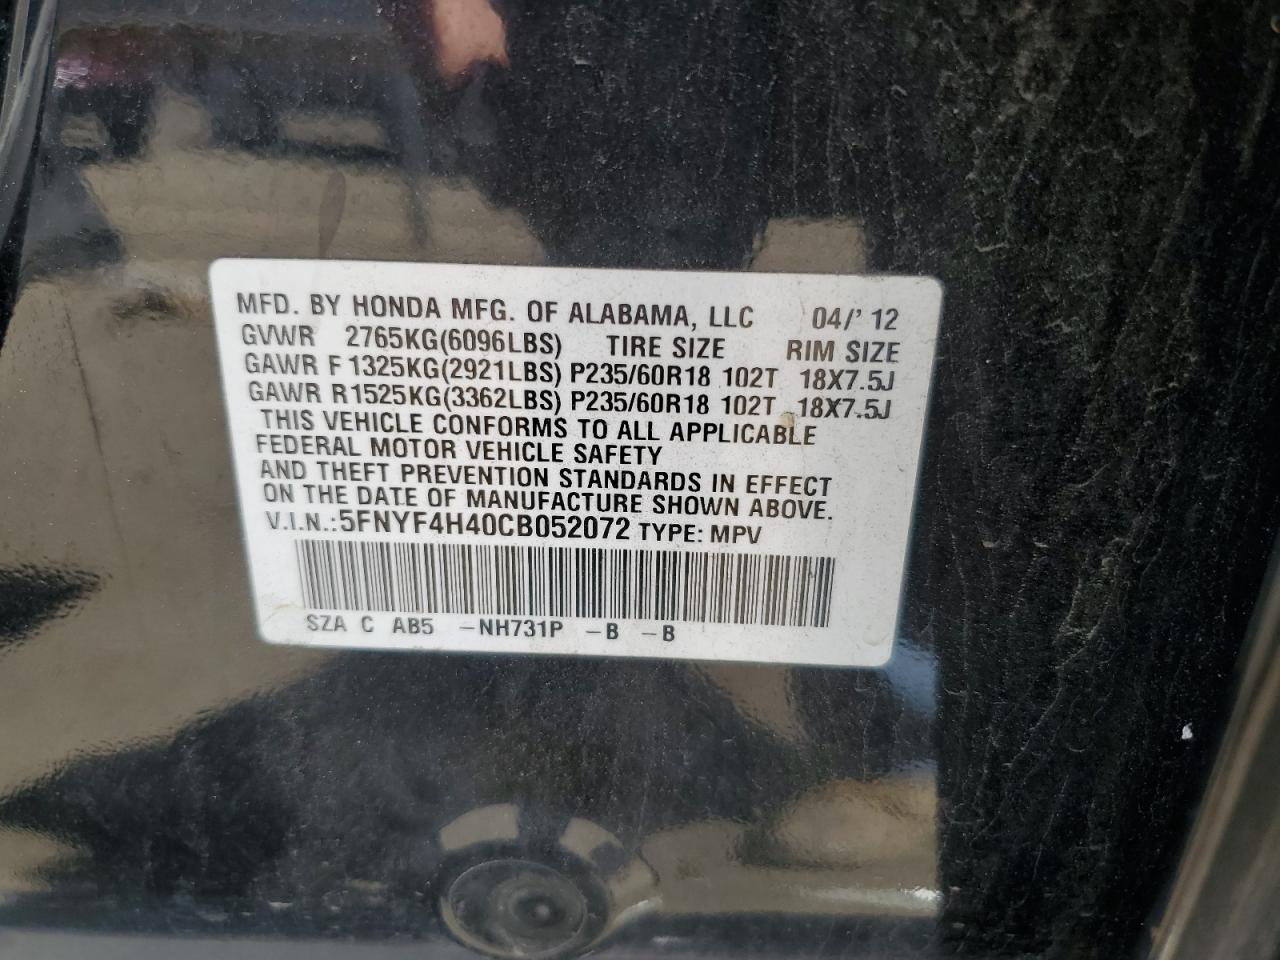 MFD. BY HONDA MFG. OF ALABAMA, LLC 04/' 12
GVWR 2765KG(6096LBS) TIRE SIZE RIM SIZE
GAWR F 1325KG(2921LBS) P235/60R18 102T 18X7.5J
GAWR R1525KG(3362LBS) P235/60R18 102T 18X7.5J
THIS VEHICLE CONFORMS TO ALL APPLICABLE
FEDERAL MOTOR VEHICLE SAFETY
AND THEFT PREVENTION STANDARDS IN EFFECT
ON THE DATE OF MANUFACTURE SHOWN ABOVE.
V.I.N.:5FNYF4H40CB052072 TYPE: MPV
SZA C AB5 -NH731P -B -B